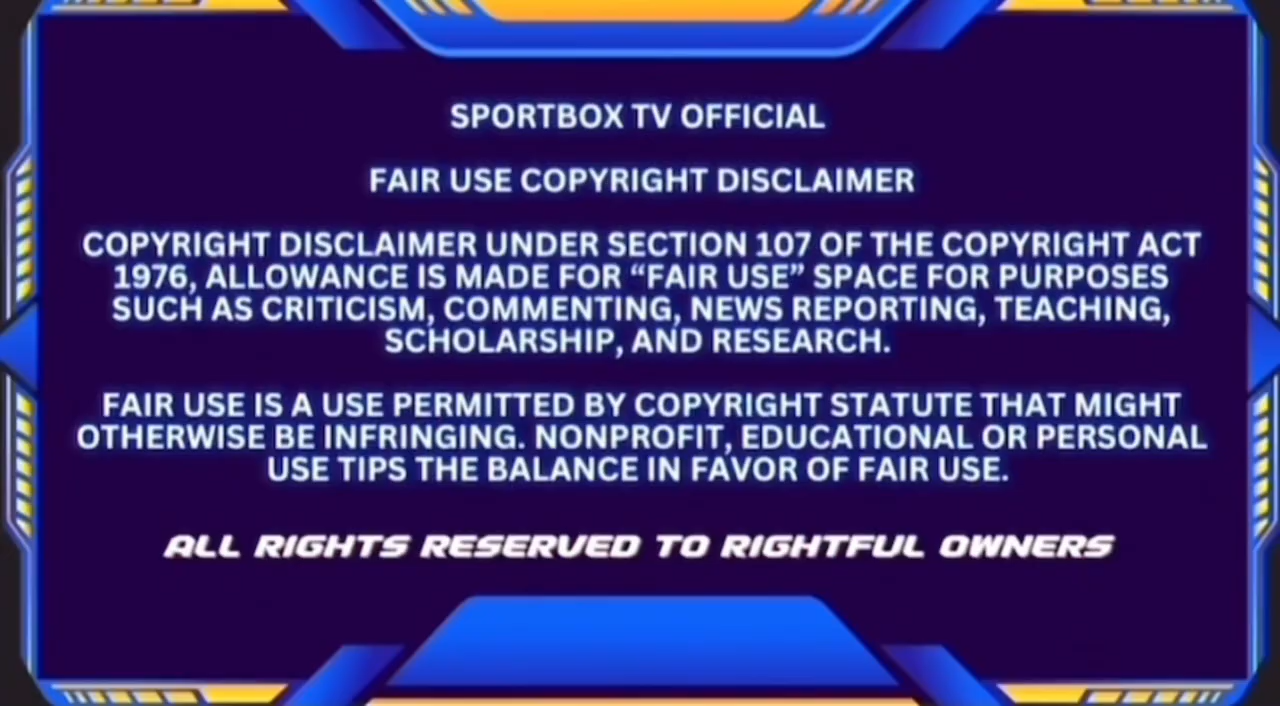 SPORTBOX TV OFFICIAL
FAIR USE COPYRIGHT DISCLAIMER
COPYRIGHT DISCLAIMER UNDER SECTION 107 OF THE COPYRIGHT ACT
1976, ALLOWANCE IS MADE FOR “FAIR USE” SPACE FOR PURPOSES
SUCH AS CRITICISM, COMMENTING, NEWS REPORTING, TEACHING,
SCHOLARSHIP, AND RESEARCH.
FAIR USE IS A USE PERMITTED BY COPYRIGHT STATUTE THAT MIGHT
OTHERWISE BE INFRINGING. NONPROFIT, EDUCATIONAL OR PERSONAL
USE TIPS THE BALANCE IN FAVOR OF FAIR USE.
ALL RIGHTS RESERVED TO RIGHTFUL OWNERS